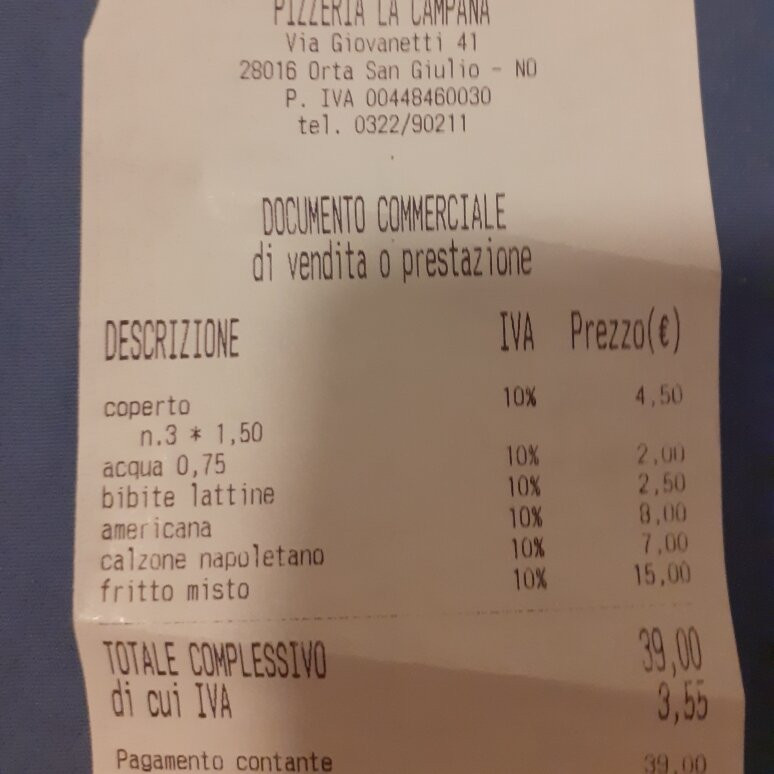 PIZZERIA LA CAMPANA
Via Giovanetti 41
28016 Orta San Giulio - NO
P. IVA 00448460030
tel. 0322/90211
DOCUMENTO COMMERCIALE
di vendita o prestazione
DESCRIZIONE IVA Prezzo(€)
coperto 10% 4,50
n.3 * 1,50
acqua 0,75 10% 2,00
bibite lattine 10% 2,50
americana 10% 8,00
calzone napoletano 10% 7,00
fritto misto 10% 15,00
TOTALE COMPLESSIVO 39,00
di cui IVA 3,55
Pagamento contante 39,00